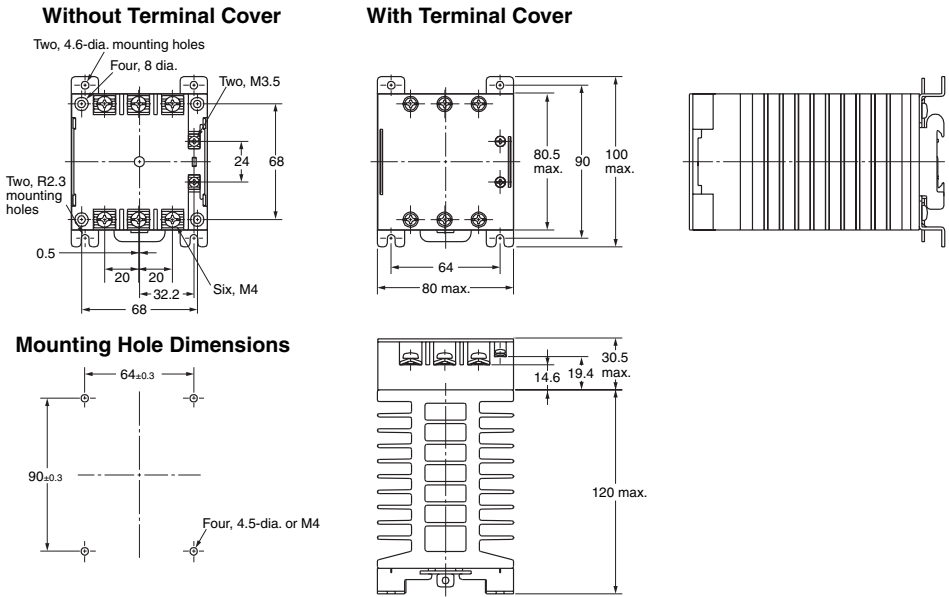 Without Terminal Cover
With Terminal Cover
Two, 4.6-dia. mounting holes
Four, 8 dia.
Two, M3.5
24
68
Two, R2.3
mounting
holes
0.5
20
20
32.2
68
Six, M4
80.5
max.
90
100
max.
64
80 max.
Mounting Hole Dimensions
64±0.3
90±0.3
Four, 4.5-dia. or M4
14.6
19.4
30.5
max.
120 max.